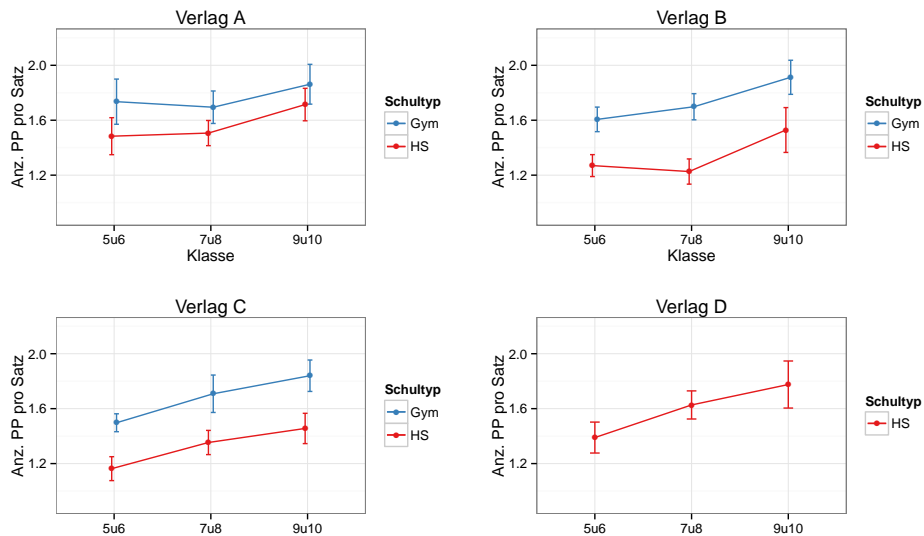 Verlag A
Anz. PP pro Satz
2.0
1.6
1.2
5u6 7u8 9u10
Klasse
Schultyp
Gym
HS
Verlag B
Anz. PP pro Satz
2.0
1.6
1.2
5u6 7u8 9u10
Klasse
Schultyp
Gym
HS
Verlag C
Anz. PP pro Satz
2.0
1.6
1.2
5u6 7u8 9u10
Schultyp
Gym
HS
Verlag D
Anz. PP pro Satz
2.0
1.6
1.2
5u6 7u8 9u10
Schultyp
HS